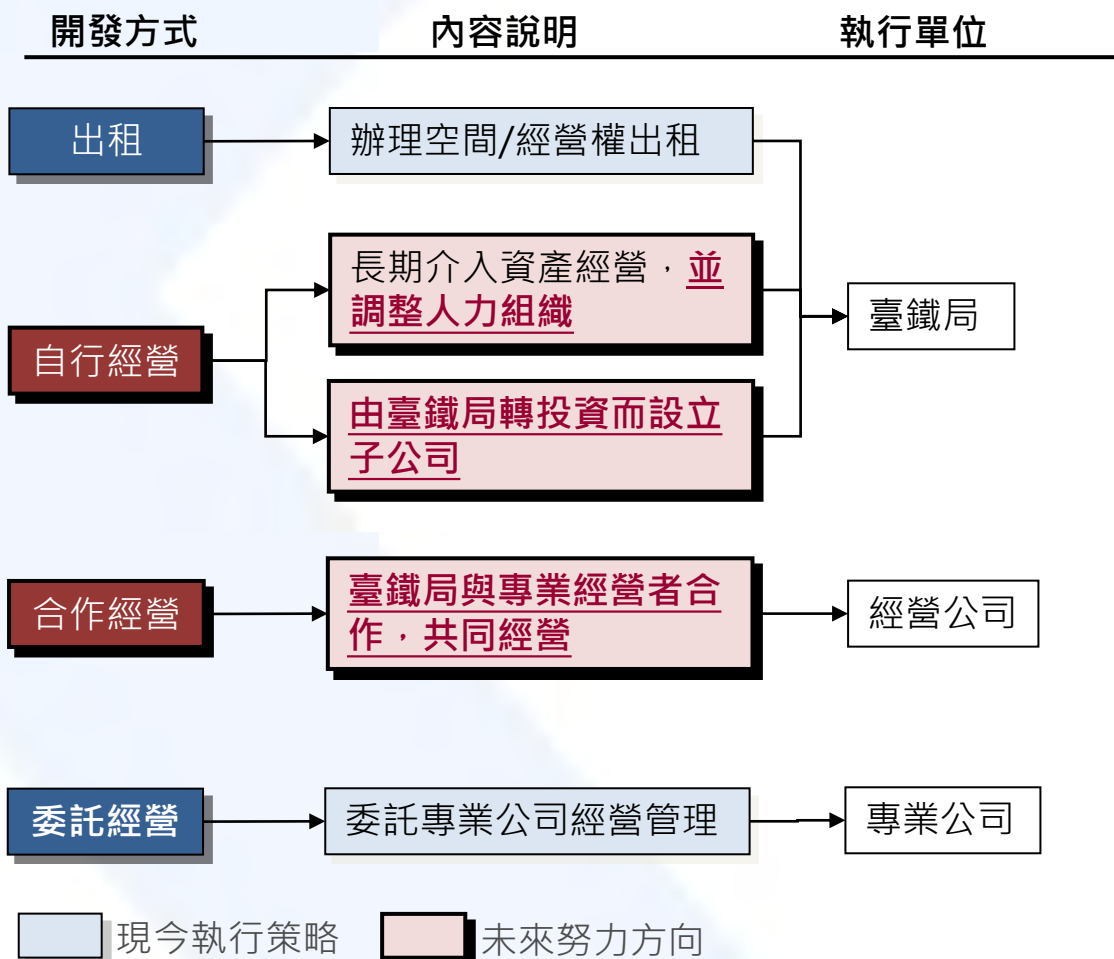 開發方式 內容說明 執行單位
出租 辦理空間/經營權出租
長期介入資產經營，並
調整人力組織
臺鐵局
自行經營
由臺鐵局轉投資而設立
子公司
合作經營
臺鐵局與專業經營者合
作，共同經營
經營公司
委託經營 委託專業公司經營管理 專業公司
現今執行策略 未來努力方向